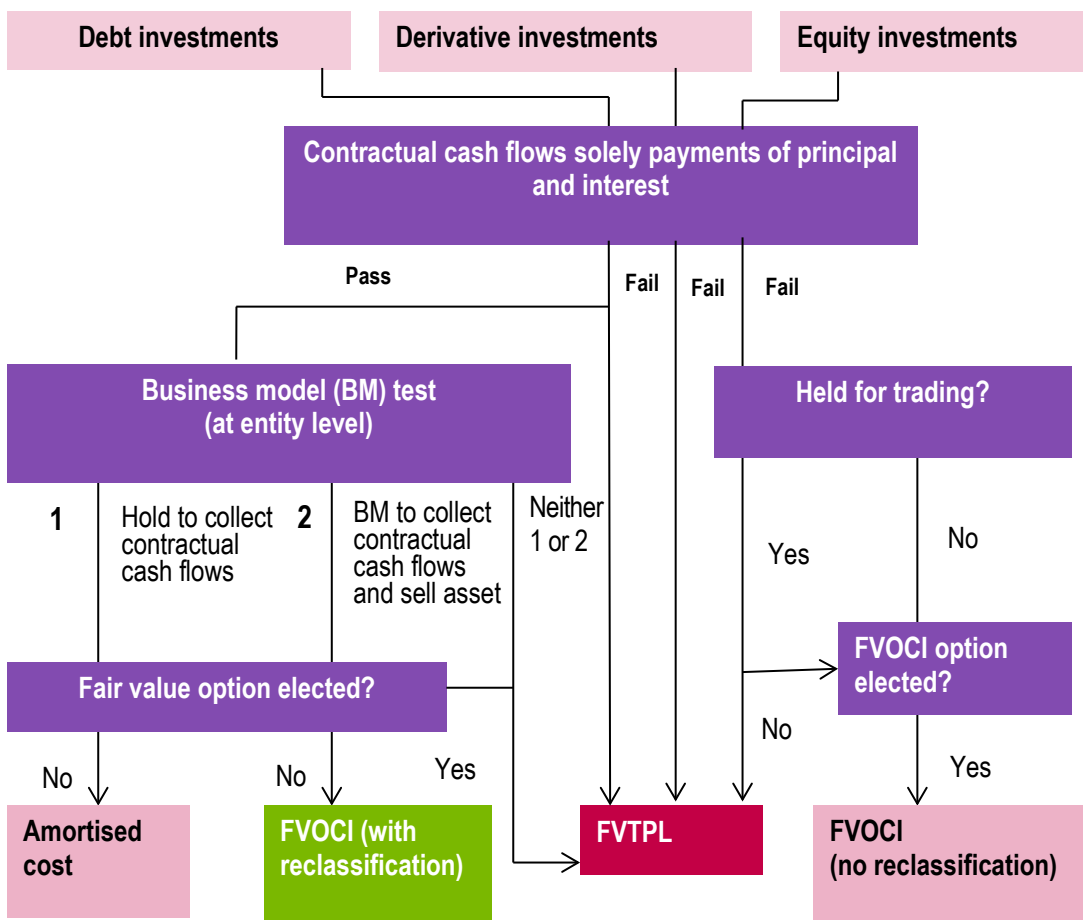 Debt investments
Derivative investments
Equity investments
Contractual cash flows solely payments of principal
and interest
Pass
Fail
Fail
Fail
Business model (BM) test
(at entity level)
Held for trading?
1
Hold to collect
contractual
cash flows
2
BM to collect
contractual
cash flows
and sell asset
Neither
1 or 2
Yes
No
Fair value option elected?
FVOCI option
elected?
No
No
Yes
No
Yes
Amortised
cost
FVOCI (with
reclassification)
FVTPL
FVOCI
(no reclassification)